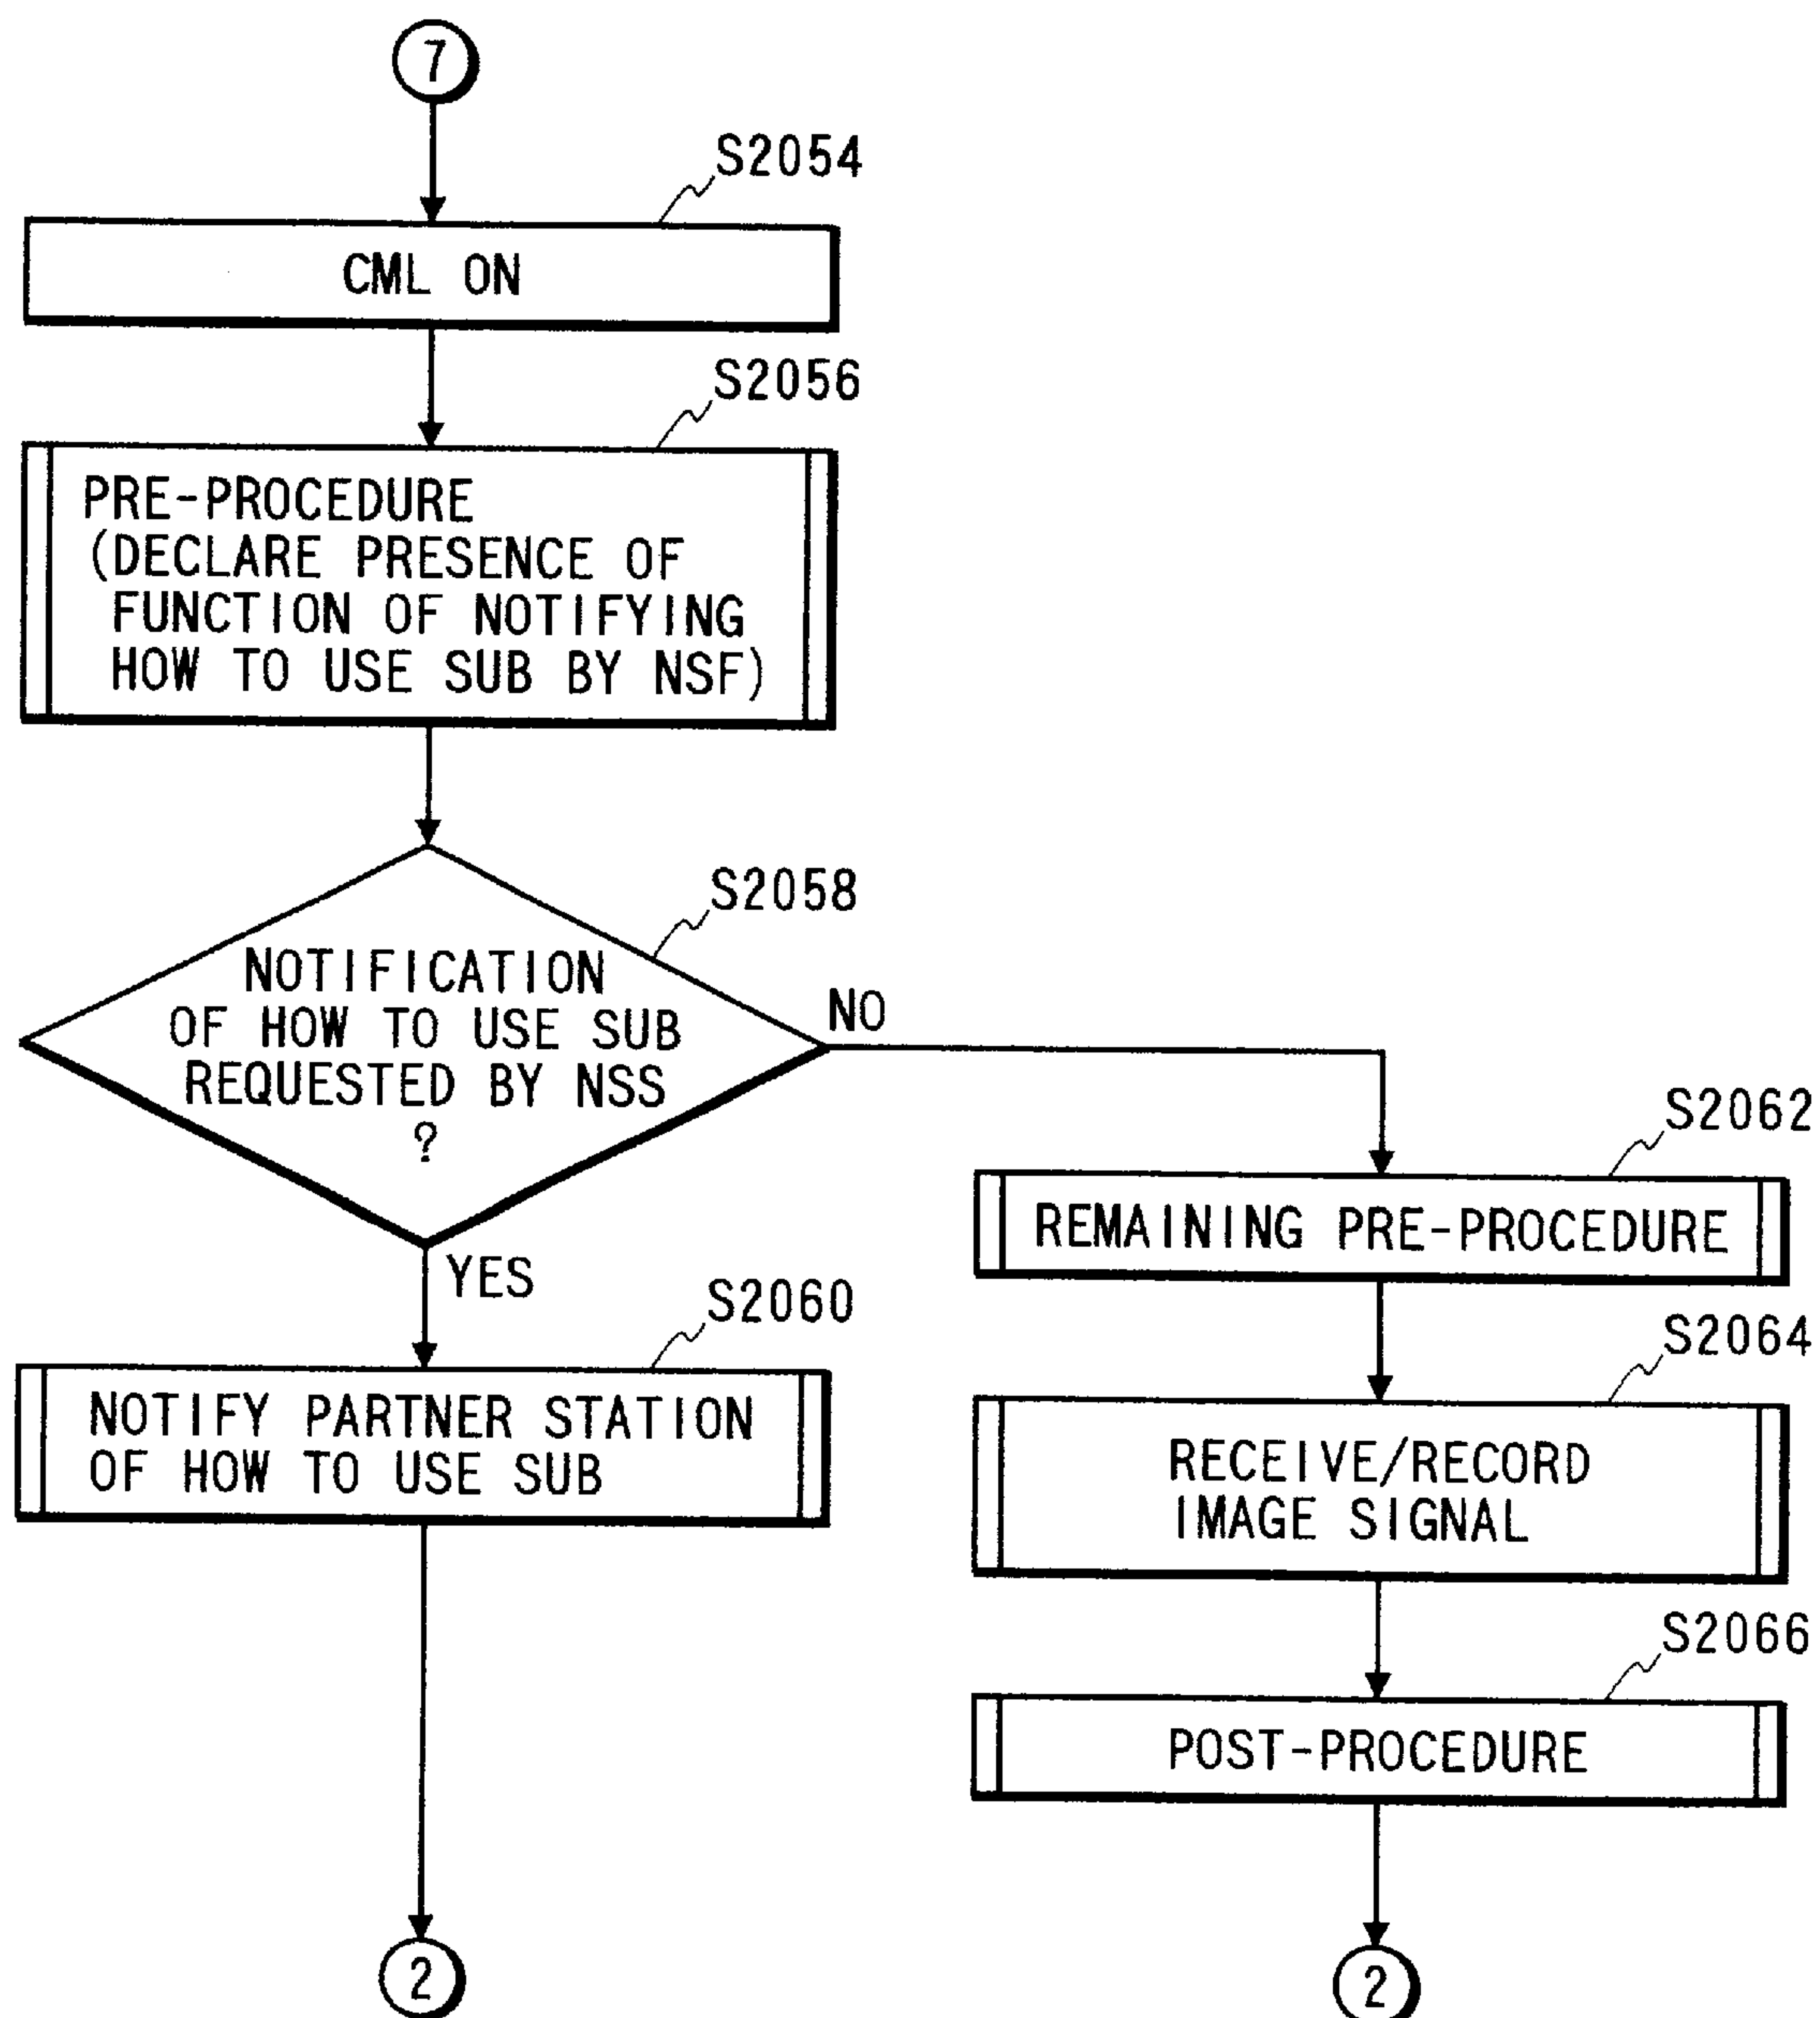 7
S2054
CML ON
S2056
PRE-PROCEDURE
(DECLARE PRESENCE OF
FUNCTION OF NOTIFYING
HOW TO USE SUB BY NSF)
S2058
NOTIFICATION
OF HOW TO USE SUB
REQUESTED BY NSS
?
NO
YES
S2060
NOTIFY PARTNER STATION
OF HOW TO USE SUB
2
S2062
REMAINING PRE-PROCEDURE
S2064
RECEIVE/RECORD
IMAGE SIGNAL
S2066
POST-PROCEDURE
2